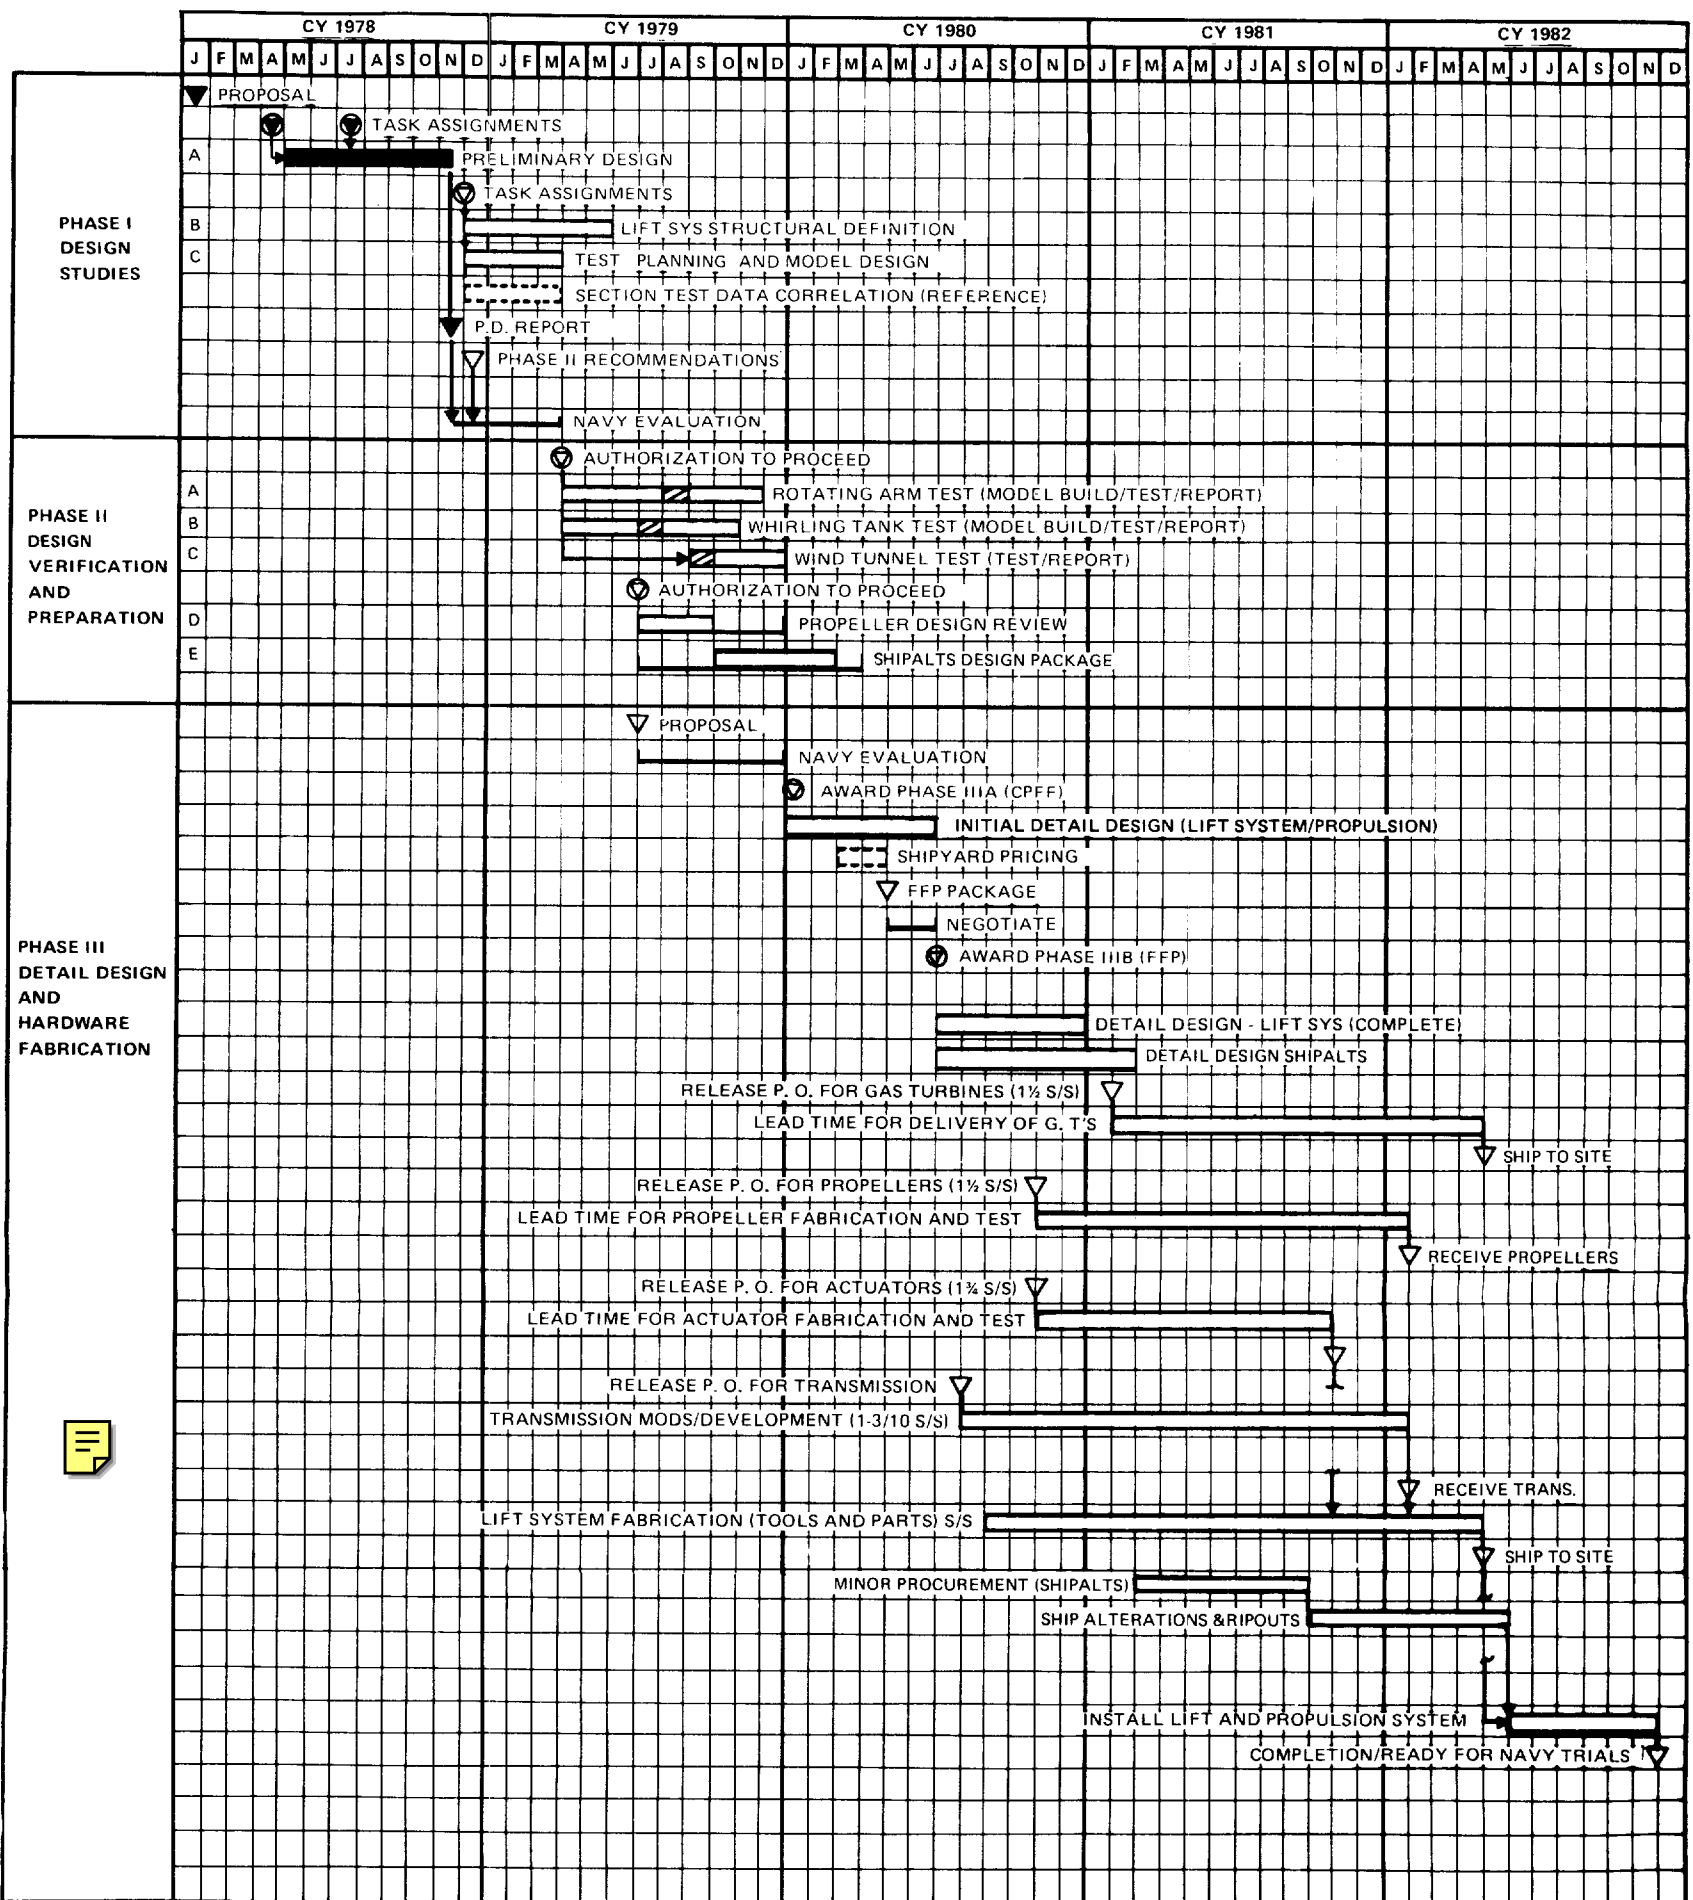 CY 1978 CY 1979 CY 1980 CY 1981 CY 1982
J F M A M J J A S O N D J F M A M J J A S O N D J F M A M J J A S O N D J F M A M J J A S O N D J F M A M J J A S O N D
PHASE I
DESIGN
STUDIES
PROPOSAL
TASK ASSIGNMENTS
A PRELIMINARY DESIGN
TASK ASSIGNMENTS
B LIFT SYS STRUCTURAL DEFINITION
C TEST PLANNING AND MODEL DESIGN
SECTION TEST DATA CORRELATION (REFERENCE)
P.D. REPORT
PHASE II RECOMMENDATIONS
NAVY EVALUATION
PHASE II
DESIGN
VERIFICATION
AND
PREPARATION
AUTHORIZATION TO PROCEED
A ROTATING ARM TEST (MODEL BUILD/TEST/REPORT)
B WHIRLING TANK TEST (MODEL BUILD/TEST/REPORT)
C WIND TUNNEL TEST (TEST/REPORT)
AUTHORIZATION TO PROCEED
D PROPELLER DESIGN REVIEW
E SHIPALTS DESIGN PACKAGE
PHASE III
DETAIL DESIGN
AND
HARDWARE
FABRICATION
PROPOSAL
NAVY EVALUATION
AWARD PHASE IIIA (CPFF)
INITIAL DETAIL DESIGN (LIFT SYSTEM/PROPULSION)
SHIPYARD PRICING
FFP PACKAGE
NEGOTIATE
AWARD PHASE IIIB (FFP)
DETAIL DESIGN - LIFT SYS (COMPLETE)
DETAIL DESIGN SHIPALTS
RELEASE P. O. FOR GAS TURBINES (1½ S/S)
LEAD TIME FOR DELIVERY OF G. T'S
SHIP TO SITE
RELEASE P. O. FOR PROPELLERS (1½ S/S)
LEAD TIME FOR PROPELLER FABRICATION AND TEST
RECEIVE PROPELLERS
RELEASE P. O. FOR ACTUATORS (1¾ S/S)
LEAD TIME FOR ACTUATOR FABRICATION AND TEST
RELEASE P. O. FOR TRANSMISSION
TRANSMISSION MODS/DEVELOPMENT (1-3/10 S/S)
RECEIVE TRANS.
LIFT SYSTEM FABRICATION (TOOLS AND PARTS) S/S
SHIP TO SITE
MINOR PROCUREMENT (SHIPALTS)
SHIP ALTERATIONS &RIPOUTS
INSTALL LIFT AND PROPULSION SYSTEM
COMPLETION/READY FOR NAVY TRIALS